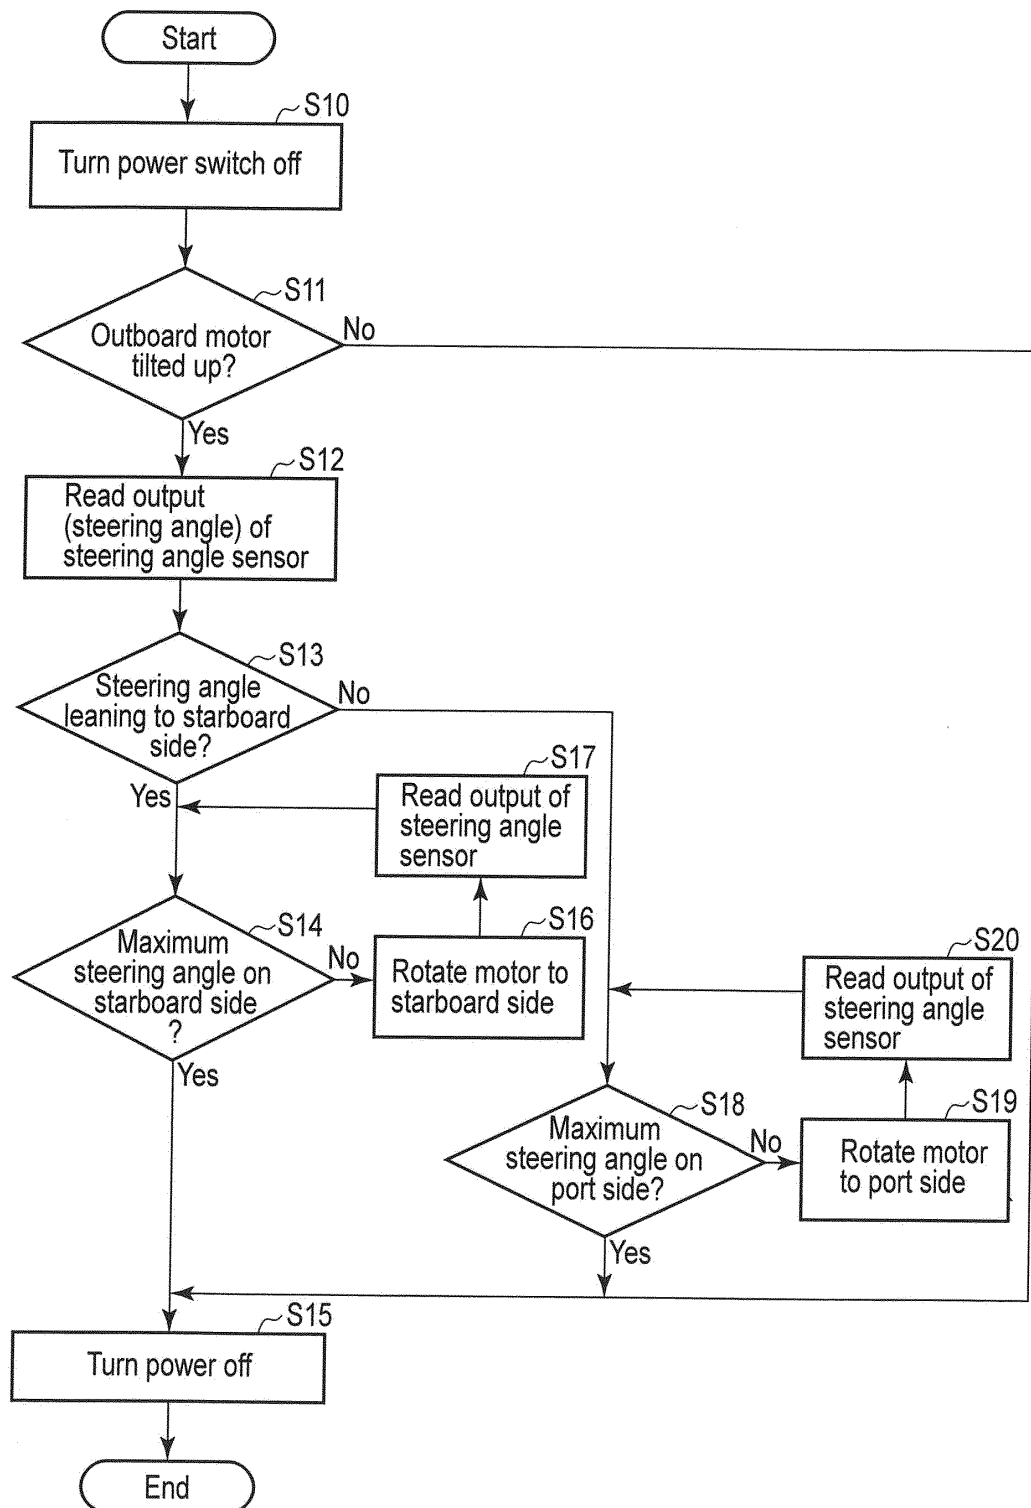 Start
S10
Turn power switch off
S11
Outboard motor
tilted up?
No
Yes
S12
Read output
(steering angle) of
steering angle sensor
S13
Steering angle
leaning to starboard
side?
No
Yes
S17
Read output of
steering angle
sensor
S14
Maximum
steering angle on
starboard side
?
No
Yes
S16
Rotate motor to
starboard side
S20
Read output of
steering angle
sensor
S18
Maximum
steering angle on
port side?
No
Yes
S19
Rotate motor
to port side
S15
Turn power off
End